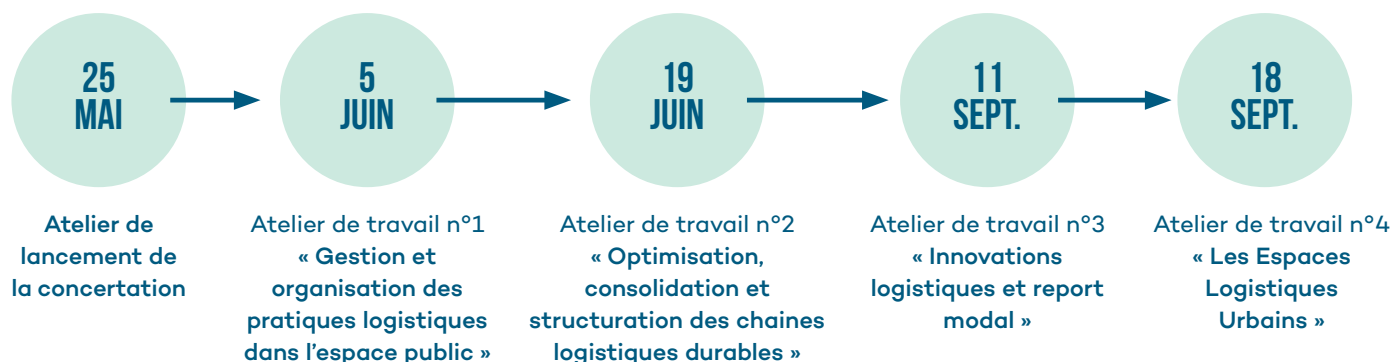 25
MAI
5
JUIN
19
JUIN
11
SEPT.
18
SEPT.
Atelier de
lancement de
la concertation
Atelier de travail n°1
« Gestion et
organisation des
pratiques logistiques
dans l’espace public »
Atelier de travail n°2
« Optimisation,
consolidation et
structuration des chaines
logistiques durables »
Atelier de travail n°3
« Innovations
logistiques et report
modal »
Atelier de travail n°4
« Les Espaces
Logistiques
Urbains »